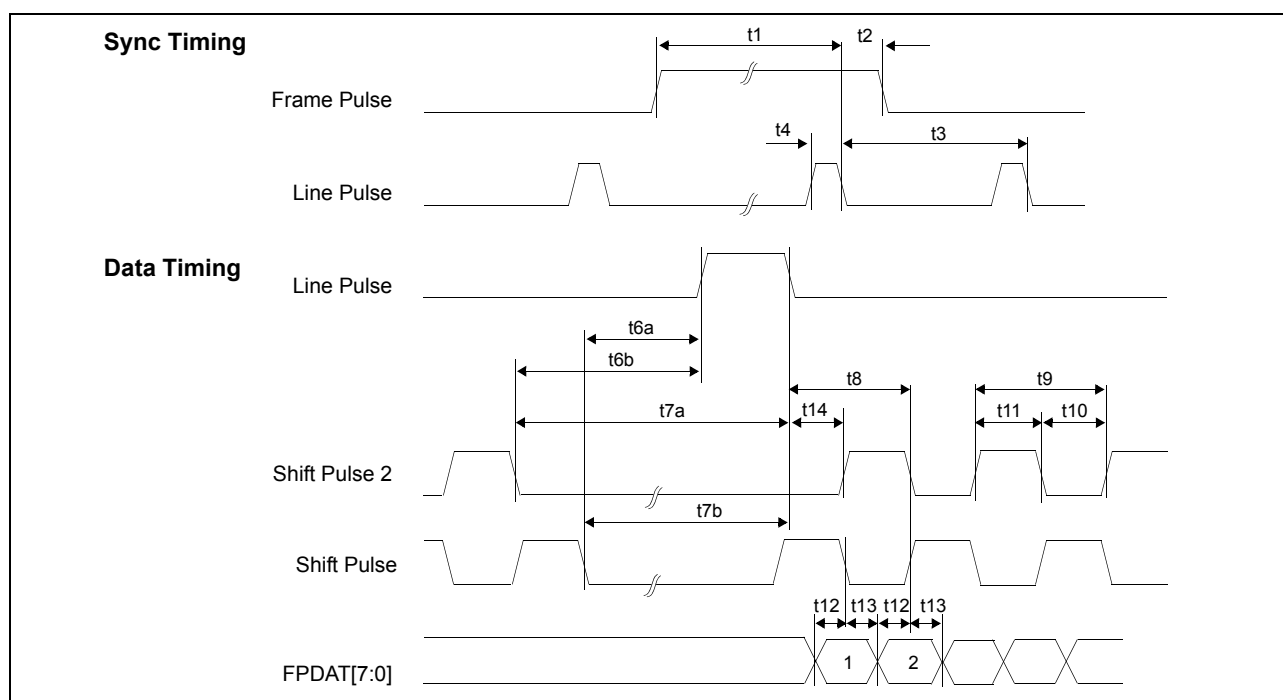 Sync Timing
t1
t2
Frame Pulse
t4
t3
Line Pulse
Data Timing
Line Pulse
t6a
t6b
t8
t9
t7a
t14
t11
t10
Shift Pulse 2
t7b
Shift Pulse
t12
t13
t12
t13
FPDAT[7:0]
1
2